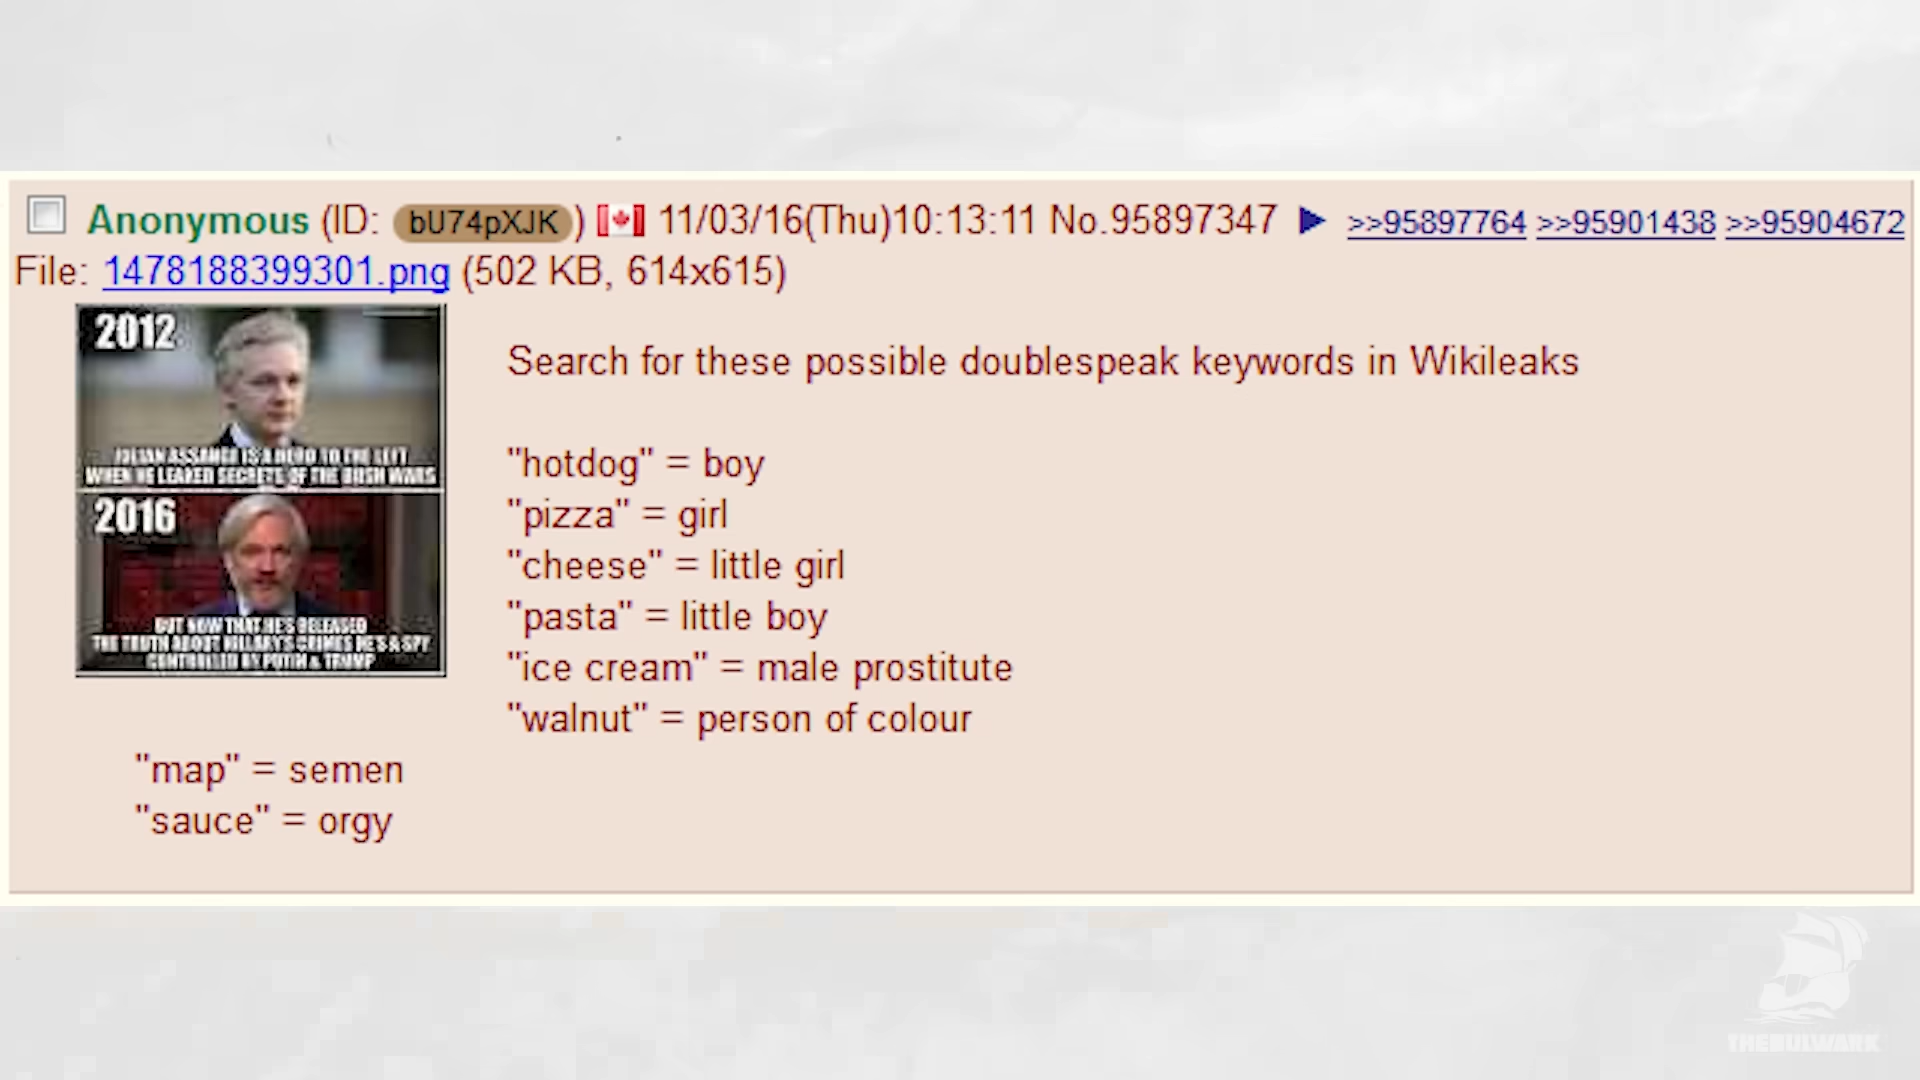 Anonymous (ID: bU74pXJK) 11/03/16(Thu)10:13:11 No.95897347 ▶ >>95897764 >>95901438 >>95904672
File: 1478188399301.png (502 KB, 614x615)
2012
JULIAN ASSANGE IS A HERO TO THE LEFT
WHEN HE LEAKED SECRETS OF THE BUSH WARS
2016
BUT NOW THAT HE'S RELEASED
THE TRUTH ABOUT HILLARY'S CRIMES HE'S A SPY
CONTROLLED BY PUTIN & TRUMP
Search for these possible doublespeak keywords in Wikileaks
"hotdog" = boy
"pizza" = girl
"cheese" = little girl
"pasta" = little boy
"ice cream" = male prostitute
"walnut" = person of colour
"map" = semen
"sauce" = orgy
THEBULWARK